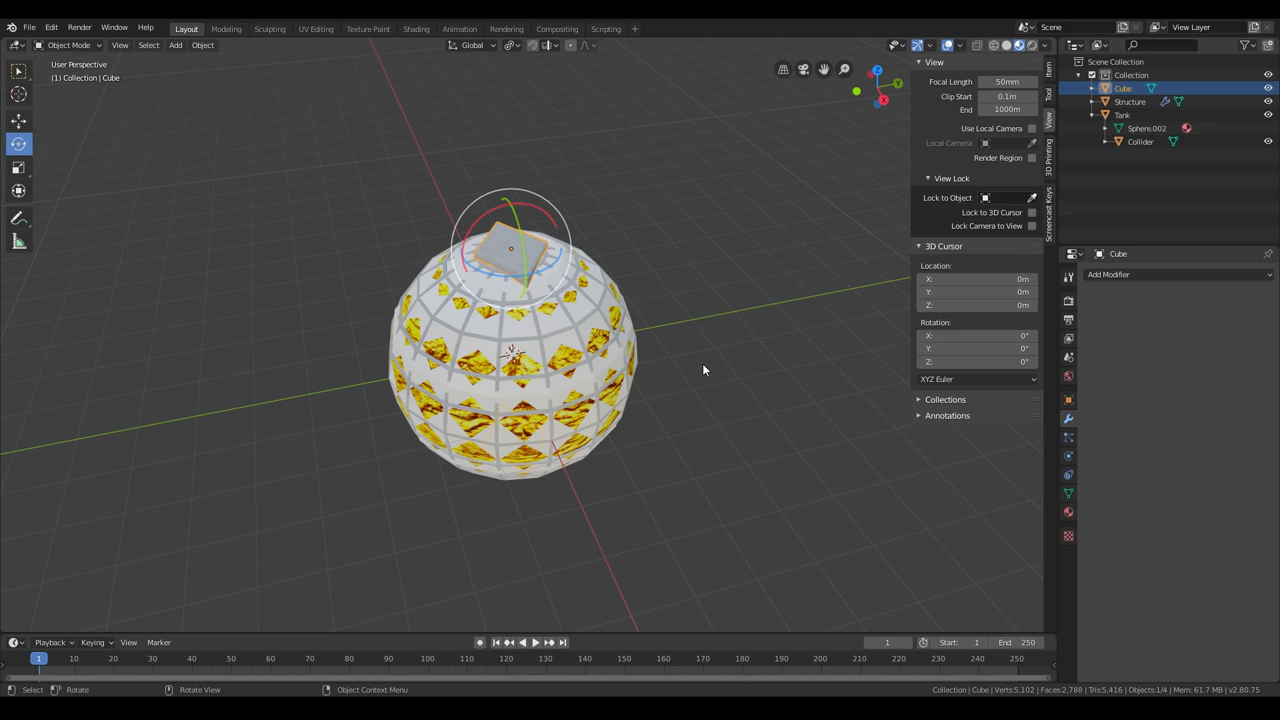 File Edit Render Window Help Layout Modeling Sculpting UV Editing Texture Paint Shading Animation Rendering Compositing Scripting + Scene View Layer
Object Mode View Select Add Object Global
User Perspective
(1) Collection | Cube
Z
Y
X
View
Focal Length 50mm
Clip Start 0.1m
End 1000m
Use Local Camera
Local Camera:
Render Region
View Lock
Lock to Object
Lock to 3D Cursor
Lock Camera to View
3D Cursor
Location:
X: 0m
Y: 0m
Z: 0m
Rotation:
X: 0°
Y: 0°
Z: 0°
XYZ Euler
Collections
Annotations
Item
Tool
View
3D Printing
Screencast Keys
Scene Collection
Collection
Cube
Structure
Tank
Sphere.002
Collider
Cube
Add Modifier
Playback Keying View Marker 1 Start: 1 End: 250
1 10 20 30 40 50 60 70 80 90 100 110 120 130 140 150 160 170 180 190 200 210 220 230 240 250
Select Rotate Rotate View Object Context Menu Collection | Cube | Verts:5,102 | Faces:2,788 | Tris:5,416 | Objects:1/4 | Mem: 61.7 MB | v2.80.75